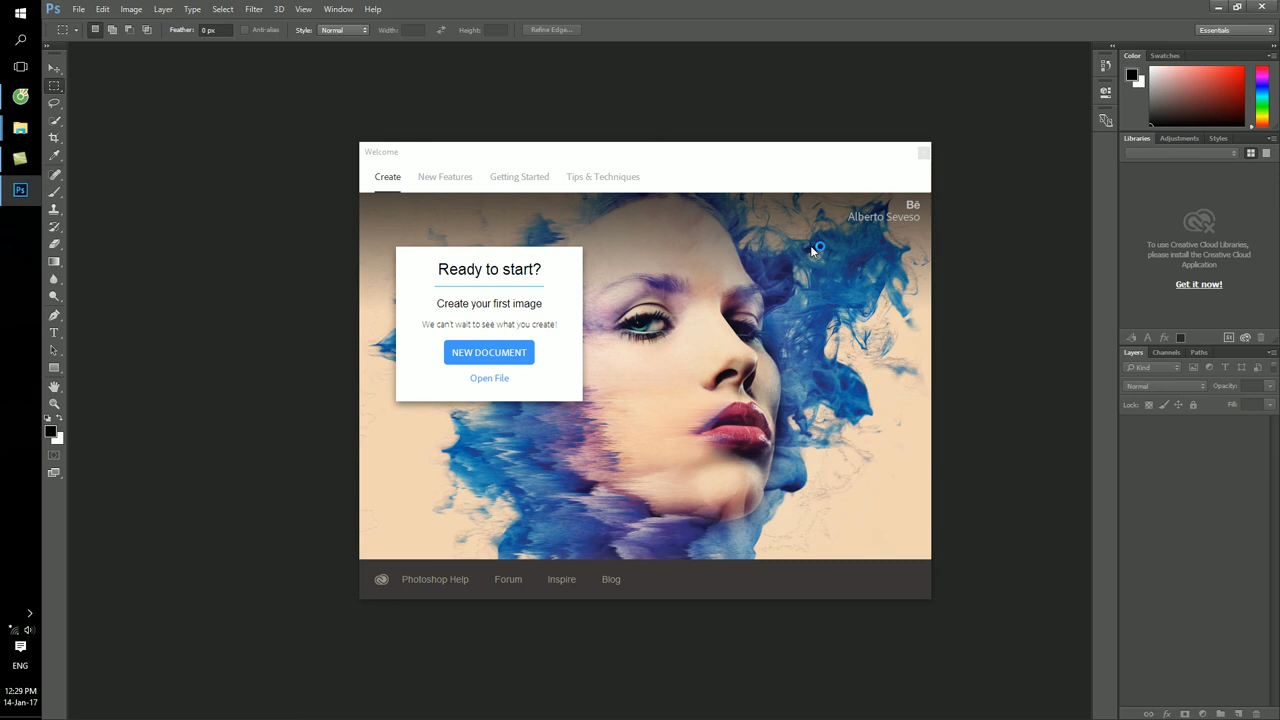 Ps File Edit Image Layer Type Select Filter 3D View Window Help
Feather: 0 px Anti-alias Style: Normal Width: Height: Refine Edge... Essentials
Color Swatches
Welcome
Create New Features Getting Started Tips & Techniques
Bē
Alberto Seveso
Ready to start?
Create your first image
We can't wait to see what you create!
NEW DOCUMENT
Open File
Photoshop Help Forum Inspire Blog
Libraries Adjustments Styles
To use Creative Cloud Libraries,
please install the Creative Cloud
Application
Get it now!
Layers Channels Paths
Kind
Normal Opacity:
Lock: Fill:
Ps
ENG
12:29 PM
14-Jan-17